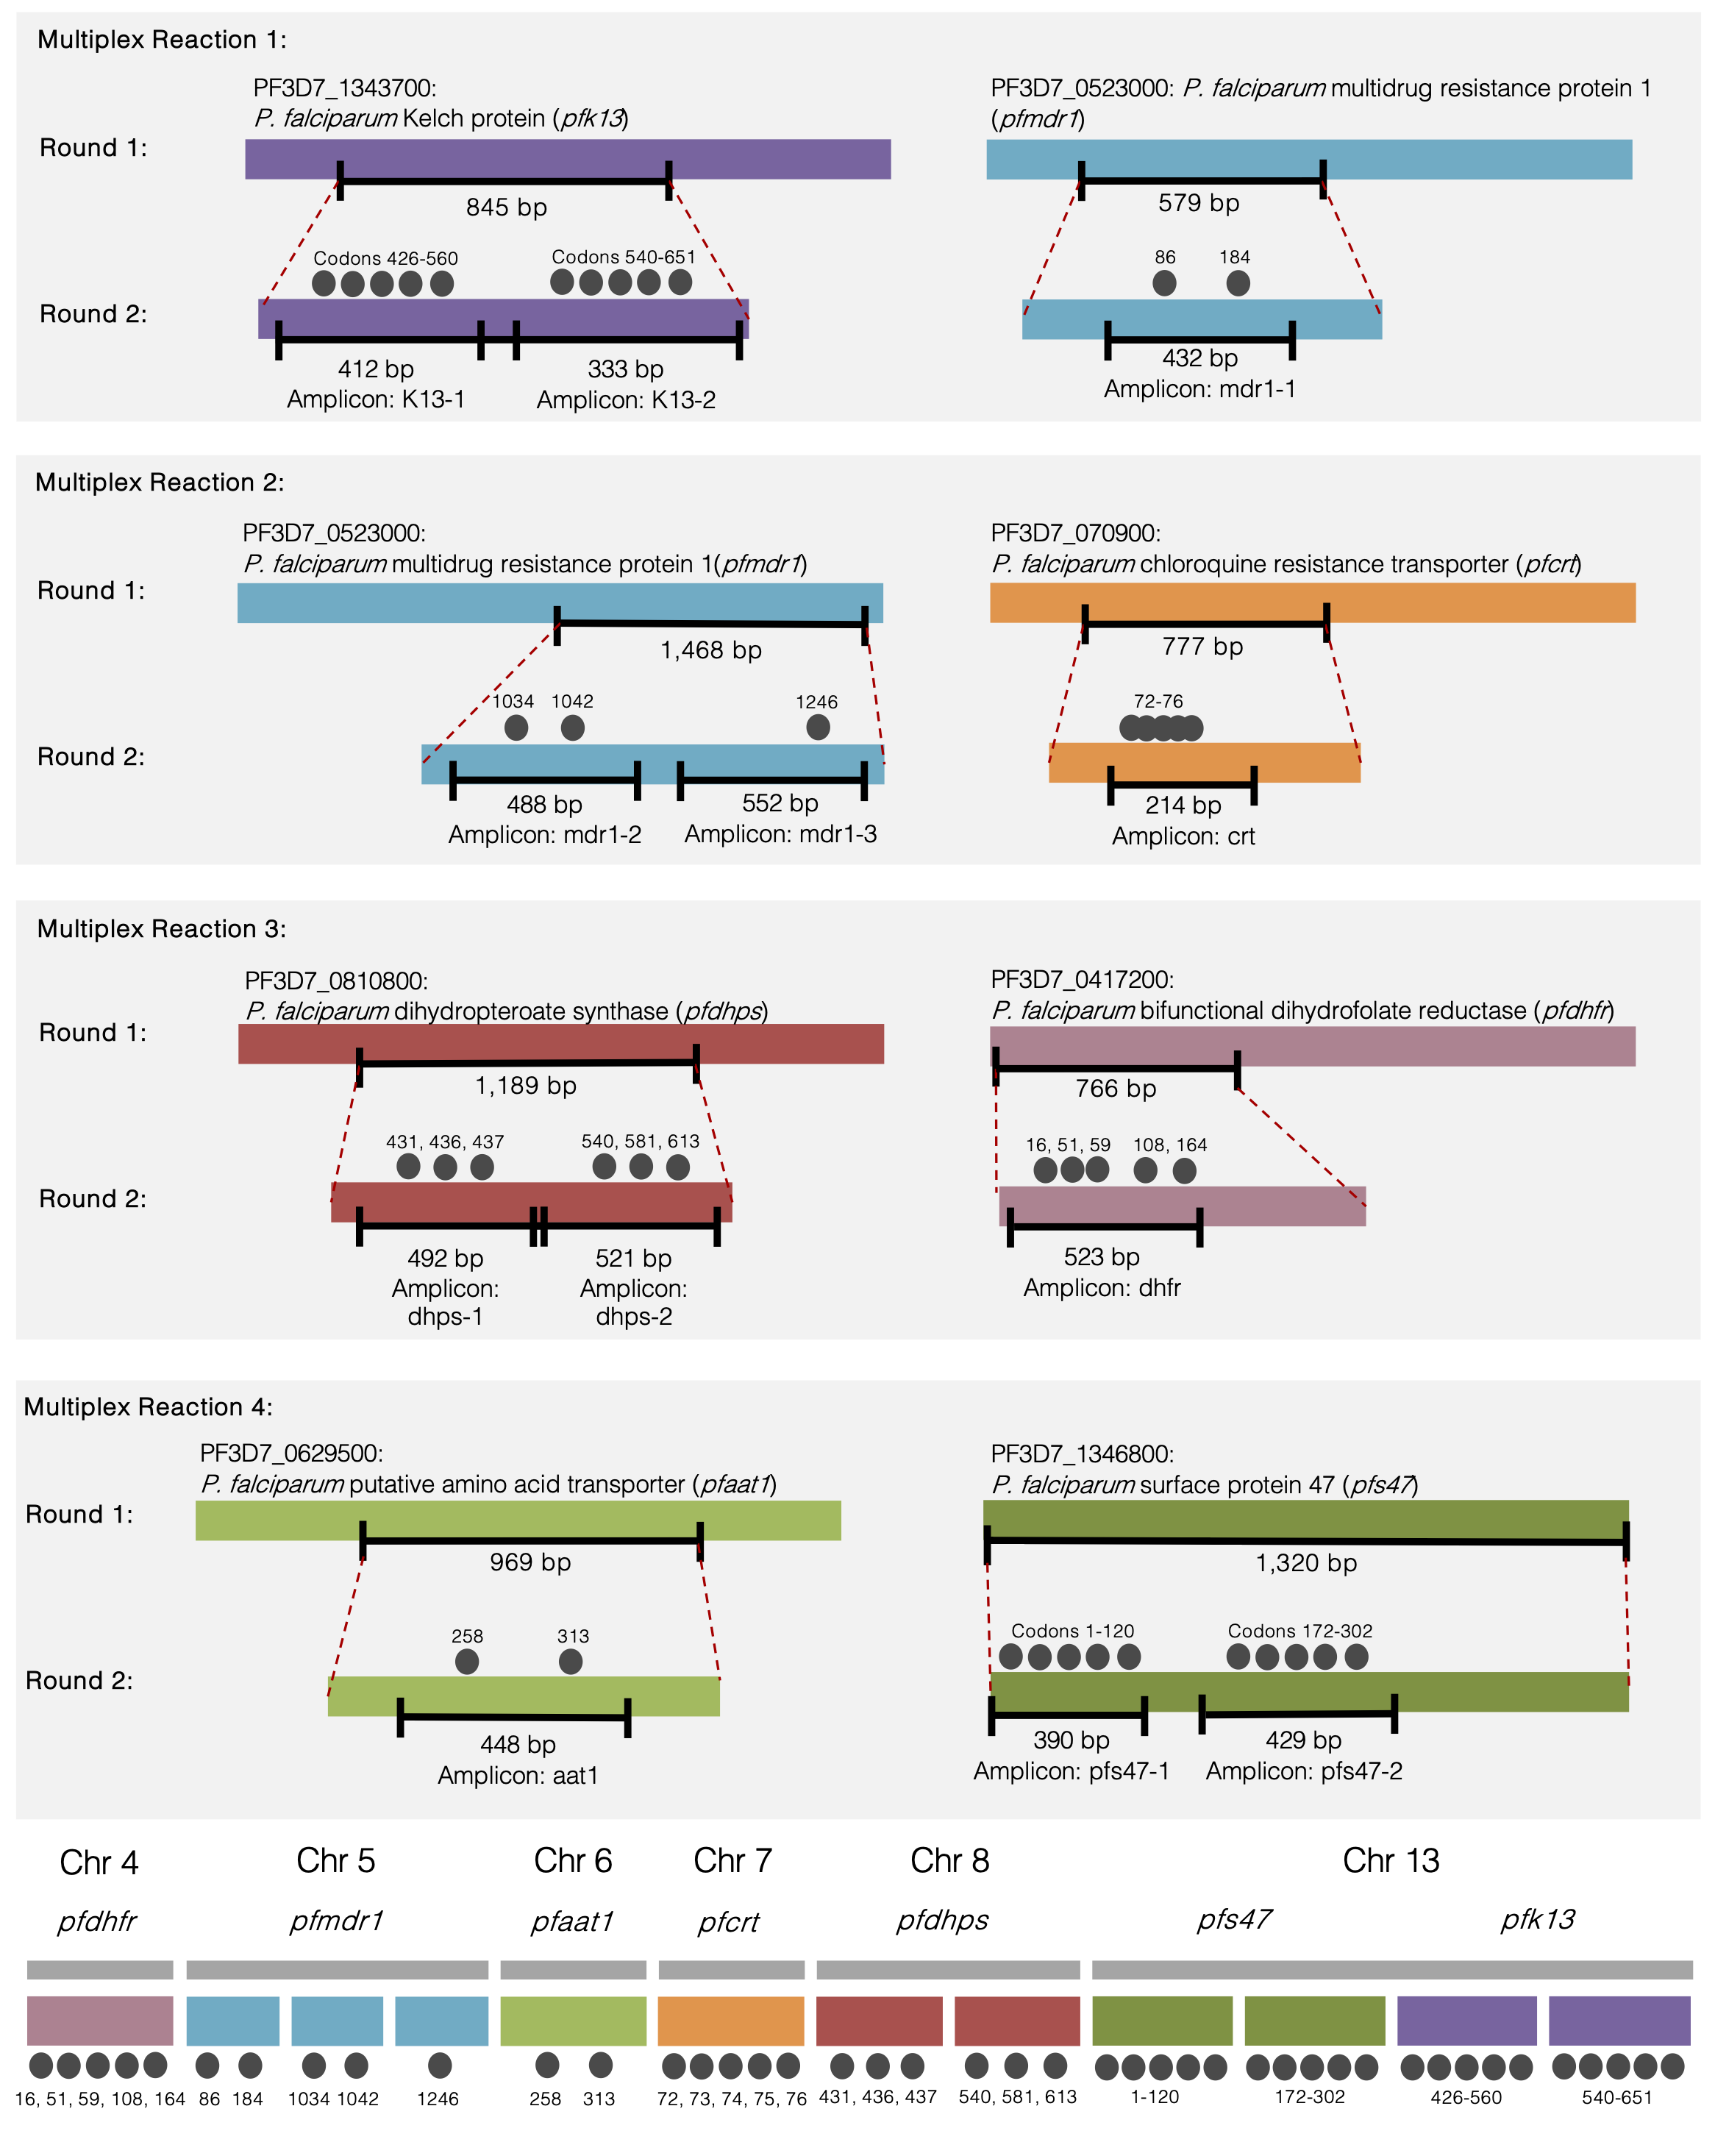 Multiplex Reaction 1:
PF3D7_1343700:
P. falciparum Kelch protein (pfk13)
PF3D7_0523000: P. falciparum multidrug resistance protein 1
(pfmdr1)
Round 1:
845 bp
579 bp
Codons 426-560
Codons 540-651
86
184
Round 2:
412 bp
333 bp
432 bp
Amplicon: K13-1
Amplicon: K13-2
Amplicon: mdr1-1
Multiplex Reaction 2:
PF3D7_0523000:
P. falciparum multidrug resistance protein 1(pfmdr1)
PF3D7_070900:
P. falciparum chloroquine resistance transporter (pfcrt)
Round 1:
1,468 bp
777 bp
1034
1042
1246
72-76
Round 2:
488 bp
552 bp
214 bp
Amplicon: mdr1-2
Amplicon: mdr1-3
Amplicon: crt
Multiplex Reaction 3:
PF3D7_0810800:
P. falciparum dihydropteroate synthase (pfdhps)
PF3D7_0417200:
P. falciparum bifunctional dihydrofolate reductase (pfdhfr)
Round 1:
1,189 bp
766 bp
431, 436, 437
540, 581, 613
16, 51, 59
108, 164
Round 2:
492 bp
521 bp
523 bp
Amplicon:
dhps-1
Amplicon:
dhps-2
Amplicon: dhfr
Multiplex Reaction 4:
PF3D7_0629500:
P. falciparum putative amino acid transporter (pfaat1)
PF3D7_1346800:
P. falciparum surface protein 47 (pfs47)
Round 1:
969 bp
1,320 bp
258
313
Codons 1-120
Codons 172-302
Round 2:
448 bp
390 bp
429 bp
Amplicon: aat1
Amplicon: pfs47-1
Amplicon: pfs47-2
Chr 4
Chr 5
Chr 6
Chr 7
Chr 8
Chr 13
pfdhfr
pfmdr1
pfaat1
pfcrt
pfdhps
pfs47
pfk13
16, 51, 59, 108, 164
86
184
1034 1042
1246
258
313
72, 73, 74, 75, 76
431, 436, 437
540, 581, 613
1-120
172-302
426-560
540-651